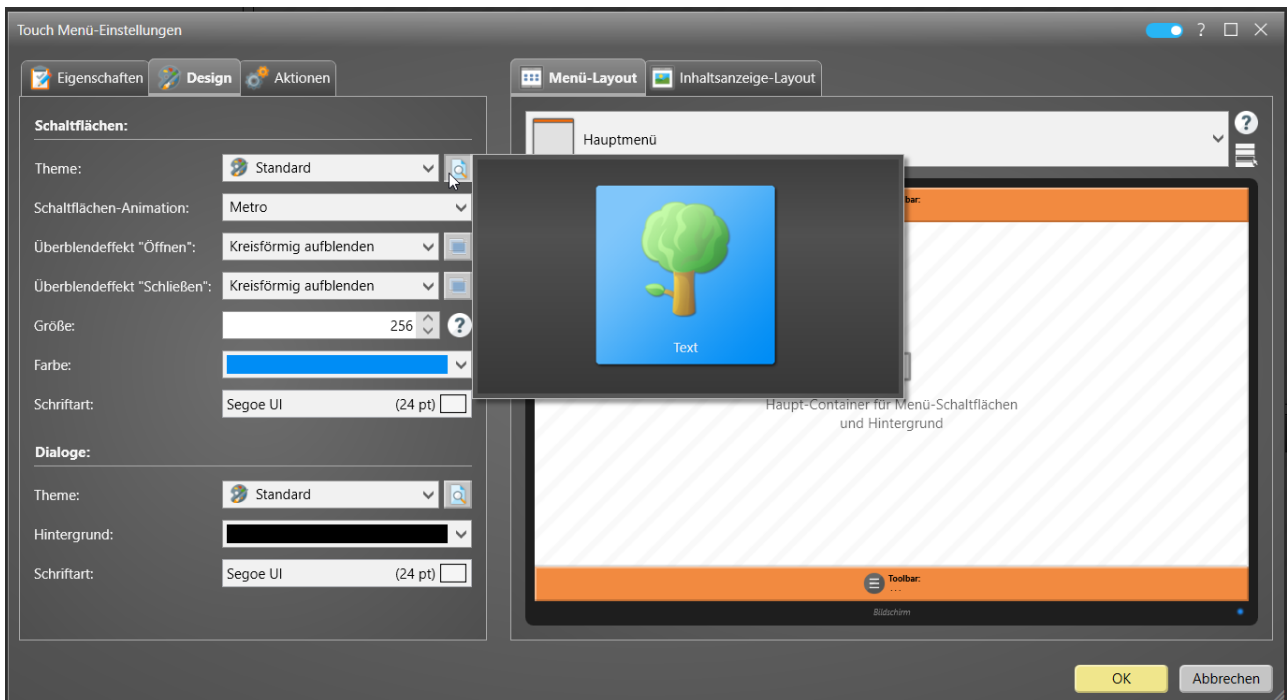 Touch Menü-Einstellungen
?
Eigenschaften
Design
Aktionen
Menü-Layout
Inhaltsanzeige-Layout
Schaltflächen:
Hauptmenü
?
Theme:
Standard
Schaltflächen-Animation:
Metro
Überblendeffekt "Öffnen":
Kreisförmig aufblenden
Überblendeffekt "Schließen":
Kreisförmig aufblenden
Größe:
256
?
Farbe:
Schriftart:
Segoe UI
(24 pt)
Text
bar:
Haupt-Container für Menü-Schaltflächen
und Hintergrund
Dialoge:
Theme:
Standard
Hintergrund:
Schriftart:
Segoe UI
(24 pt)
Toolbar:
...
Bildschirm
OK
Abbrechen